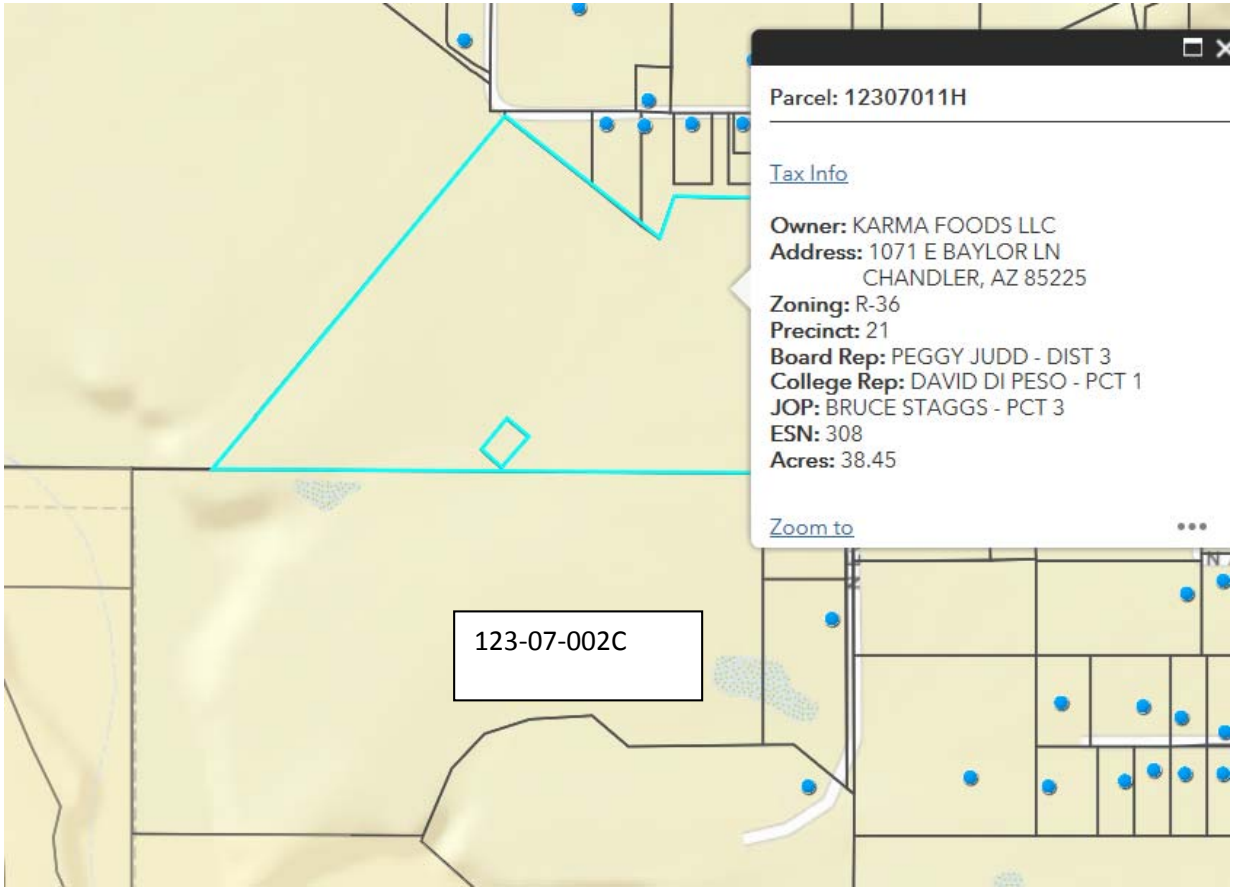 Parcel: 12307011H
Tax Info
Owner: KARMA FOODS LLC
Address: 1071 E BAYLOR LN
CHANDLER, AZ 85225
Zoning: R-36
Precinct: 21
Board Rep: PEGGY JUDD - DIST 3
College Rep: DAVID DI PESO - PCT 1
JOP: BRUCE STAGGS - PCT 3
ESN: 308
Acres: 38.45
Zoom to
N
123-07-002C